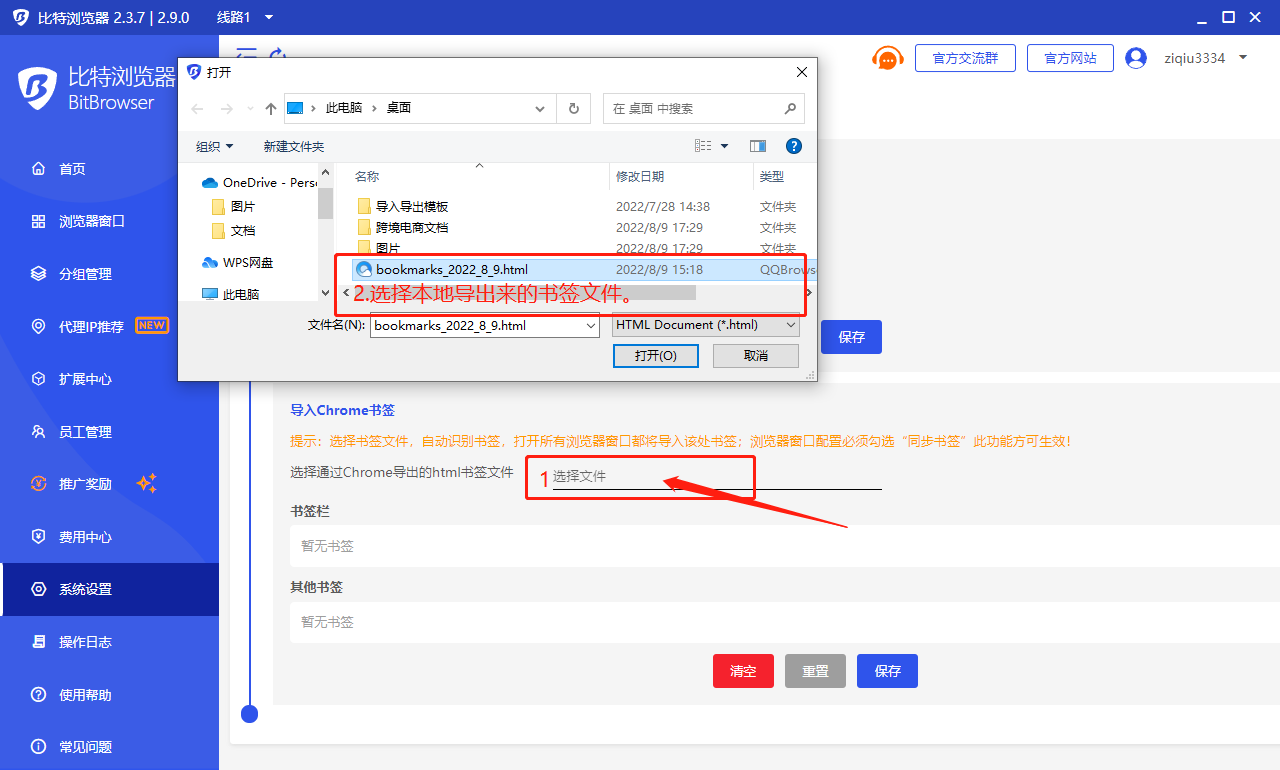 比特浏览器 2.3.7 | 2.9.0 线路1
比特浏览器
BitBrowser
首页
浏览器窗口
分组管理
代理IP推荐 NEW
扩展中心
员工管理
推广奖励
费用中心
系统设置
操作日志
使用帮助
常见问题
官方交流群 官方网站 ziqiu3334
打开
此电脑 桌面 在 桌面 中搜索
组织 新建文件夹
OneDrive - Pers
图片
文档
WPS网盘
此电脑
名称 修改日期 类型
导入导出模板 2022/7/28 14:38 文件夹
跨境电商文档 2022/8/9 17:29 文件夹
图片 2022/8/9 17:29 文件夹
bookmarks_2022_8_9.html 2022/8/9 15:18 QQBrows
2.选择本地导出来的书签文件。
文件名(N): bookmarks_2022_8_9.html HTML Document (*.html)
打开(O) 取消
保存
导入Chrome书签
提示：选择书签文件，自动识别书签，打开所有浏览器窗口都将导入该处书签；浏览器窗口配置必须勾选“同步书签”此功能方可生效！
选择通过Chrome导出的html书签文件 1 选择文件
书签栏
暂无书签
其他书签
暂无书签
清空 重置 保存